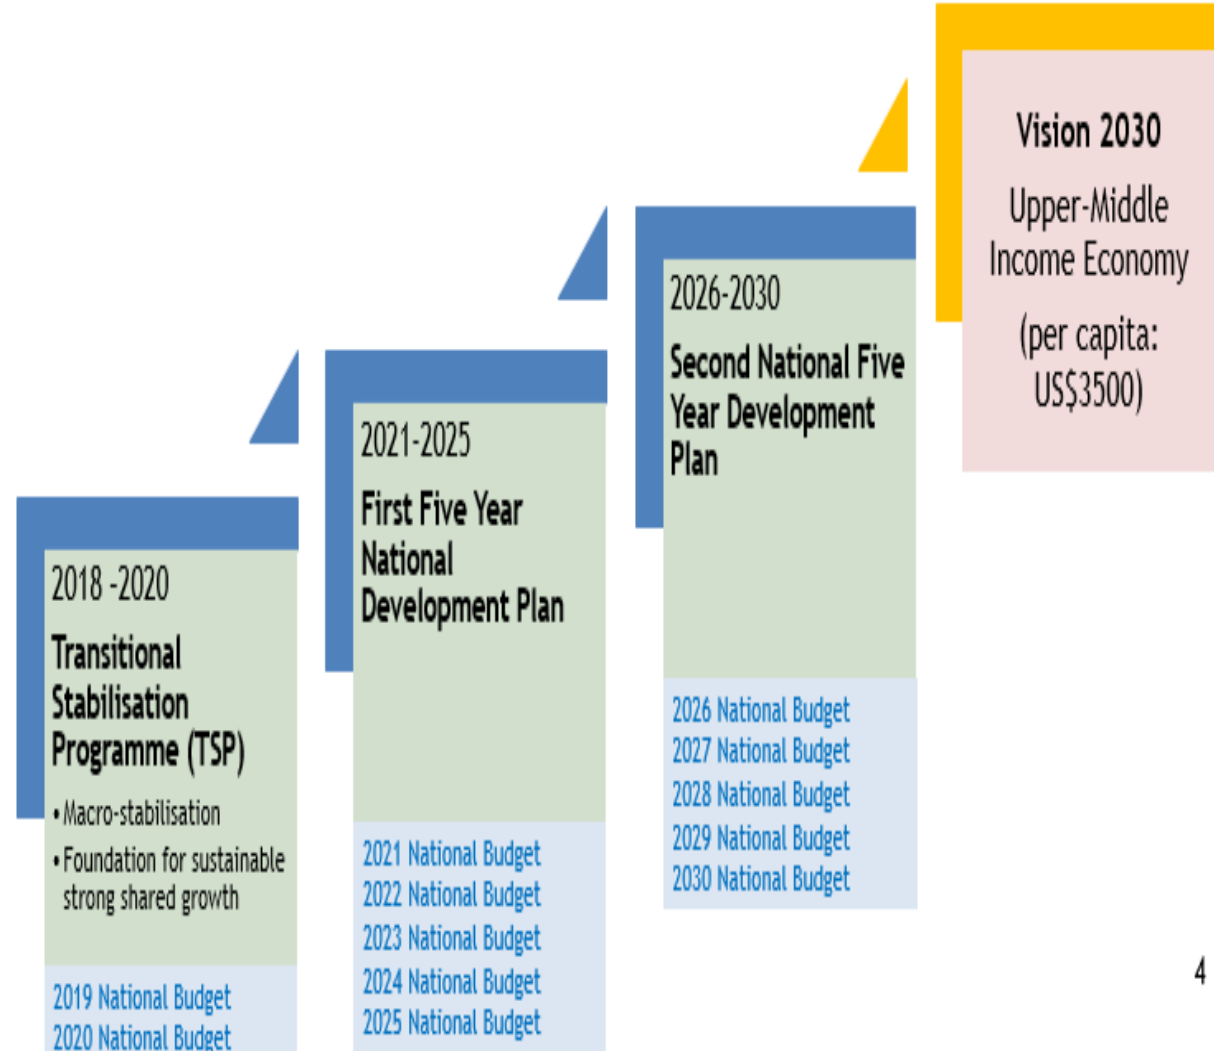 2018 -2020
Transitional
Stabilisation
Programme (TSP)
• Macro-stabilisation
• Foundation for sustainable
strong shared growth
2019 National Budget
2020 National Budget
2021-2025
First Five Year
National
Development Plan
2021 National Budget
2022 National Budget
2023 National Budget
2024 National Budget
2025 National Budget
2026-2030
Second National Five
Year Development
Plan
2026 National Budget
2027 National Budget
2028 National Budget
2029 National Budget
2030 National Budget
Vision 2030
Upper-Middle
Income Economy
(per capita:
US$3500)
4